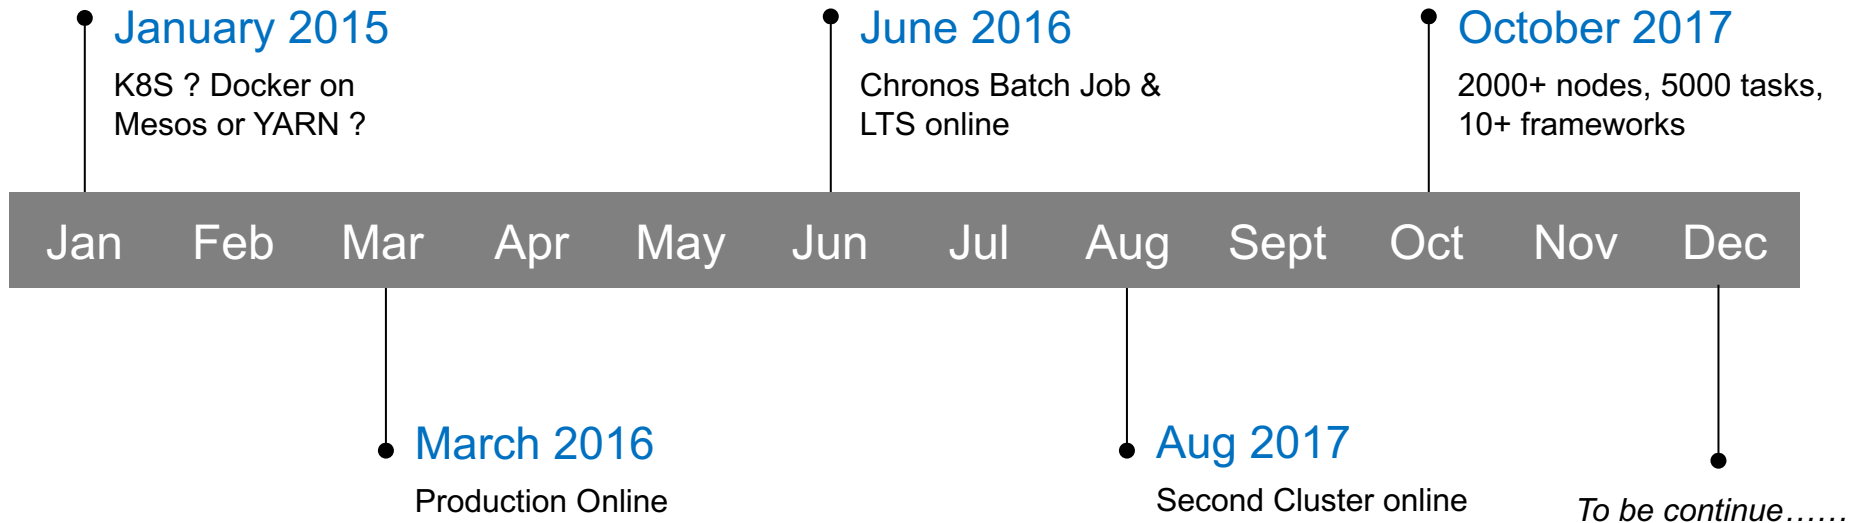 January 2015
K8S ? Docker on
Mesos or YARN ?
June 2016
Chronos Batch Job &
LTS online
October 2017
2000+ nodes, 5000 tasks,
10+ frameworks
Jan Feb Mar Apr May Jun Jul Aug Sept Oct Nov Dec
March 2016
Production Online
Aug 2017
Second Cluster online
To be continue......